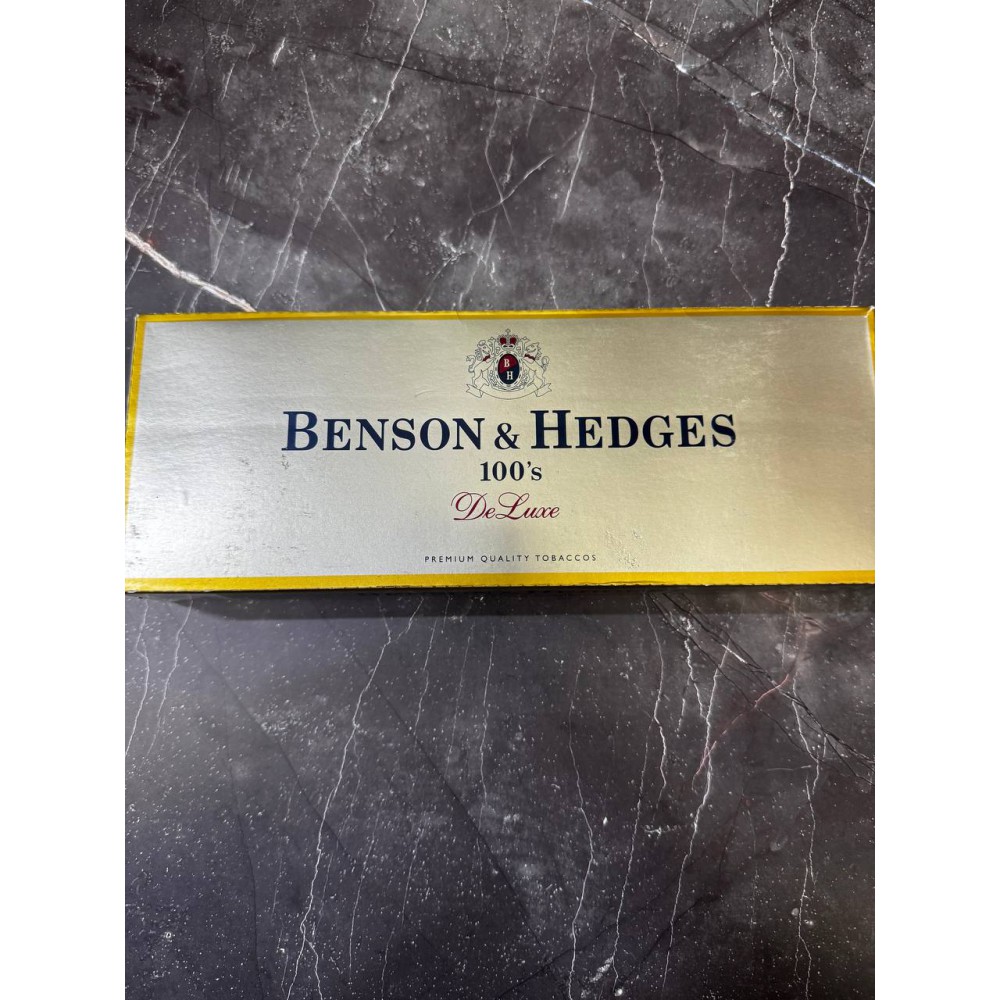 B
H
BENSON & HEDGES
100's
DeLuxe
PREMIUM QUALITY TOBACCOS